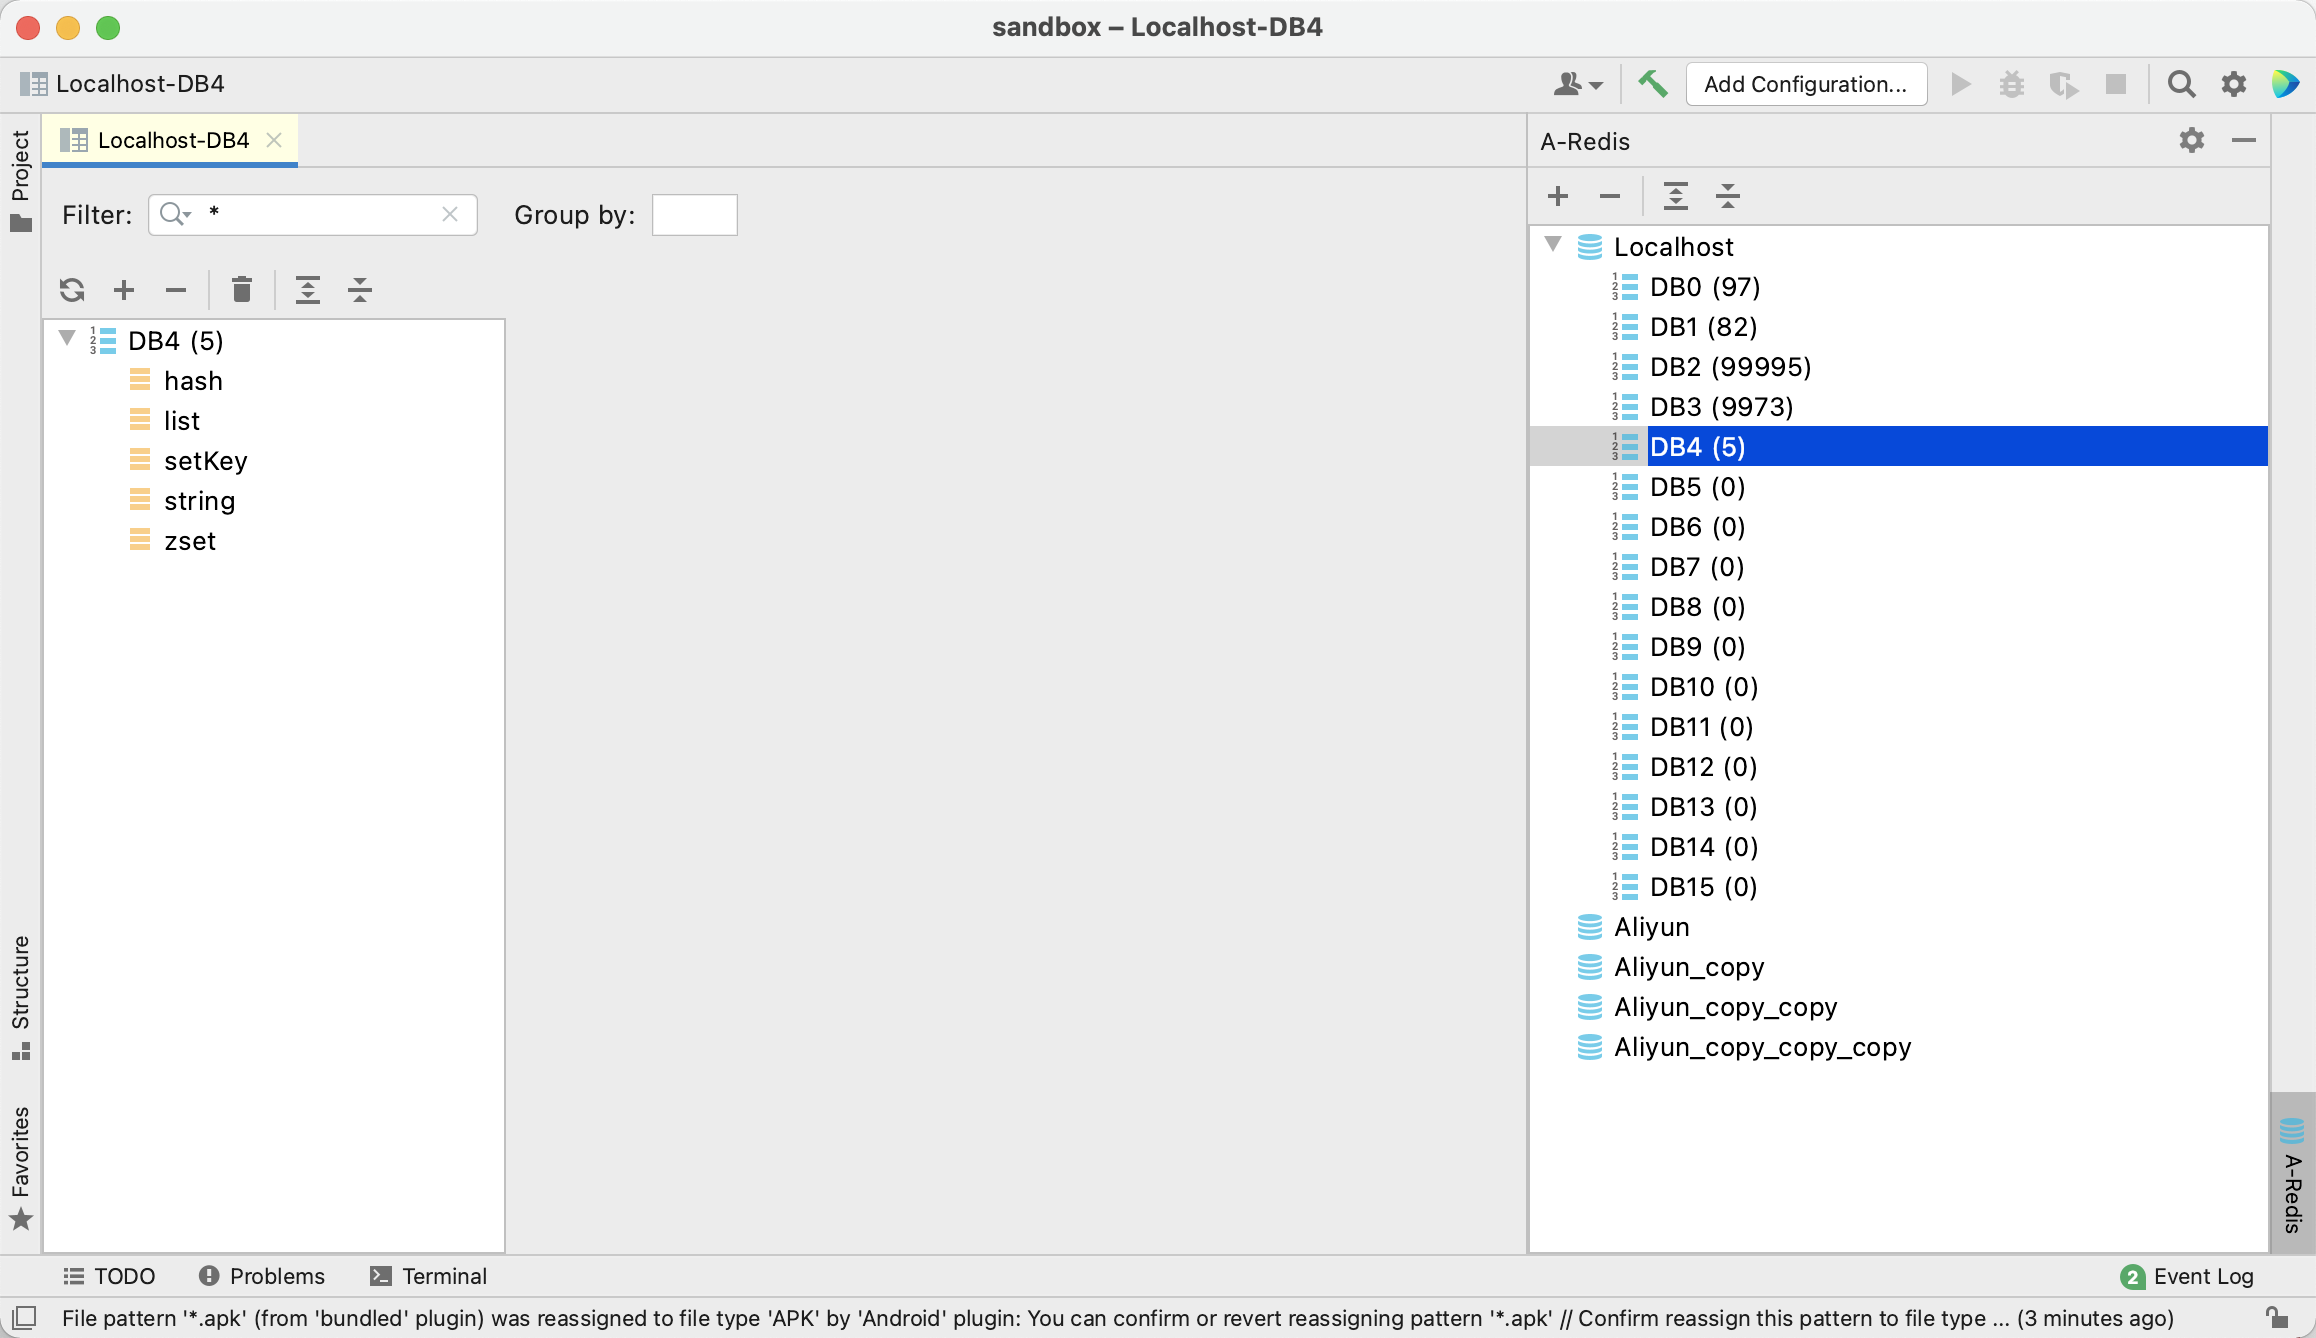 sandbox – Localhost-DB4
Localhost-DB4
Add Configuration...
Project
Localhost-DB4
Filter:
*
Group by:
DB4 (5)
hash
list
setKey
string
zset
Structure
Favorites
A-Redis
Localhost
DB0 (97)
DB1 (82)
DB2 (99995)
DB3 (9973)
DB4 (5)
DB5 (0)
DB6 (0)
DB7 (0)
DB8 (0)
DB9 (0)
DB10 (0)
DB11 (0)
DB12 (0)
DB13 (0)
DB14 (0)
DB15 (0)
Aliyun
Aliyun_copy
Aliyun_copy_copy
Aliyun_copy_copy_copy
A-Redis
TODO
Problems
Terminal
2 Event Log
File pattern '*.apk' (from 'bundled' plugin) was reassigned to file type 'APK' by 'Android' plugin: You can confirm or revert reassigning pattern '*.apk' // Confirm reassign this pattern to file type ... (3 minutes ago)